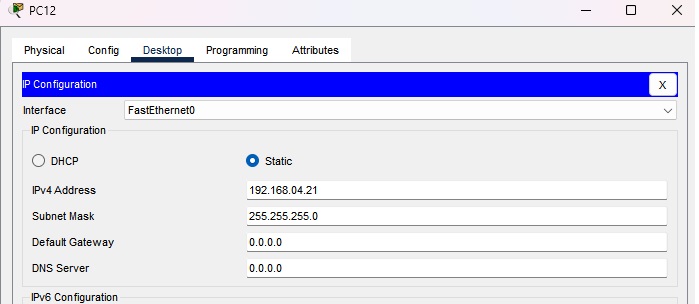 PC12
Physical Config Desktop Programming Attributes
IP Configuration X
Interface FastEthernet0
IP Configuration
DHCP Static
IPv4 Address 192.168.04.21
Subnet Mask 255.255.255.0
Default Gateway 0.0.0.0
DNS Server 0.0.0.0
IPv6 Configuration